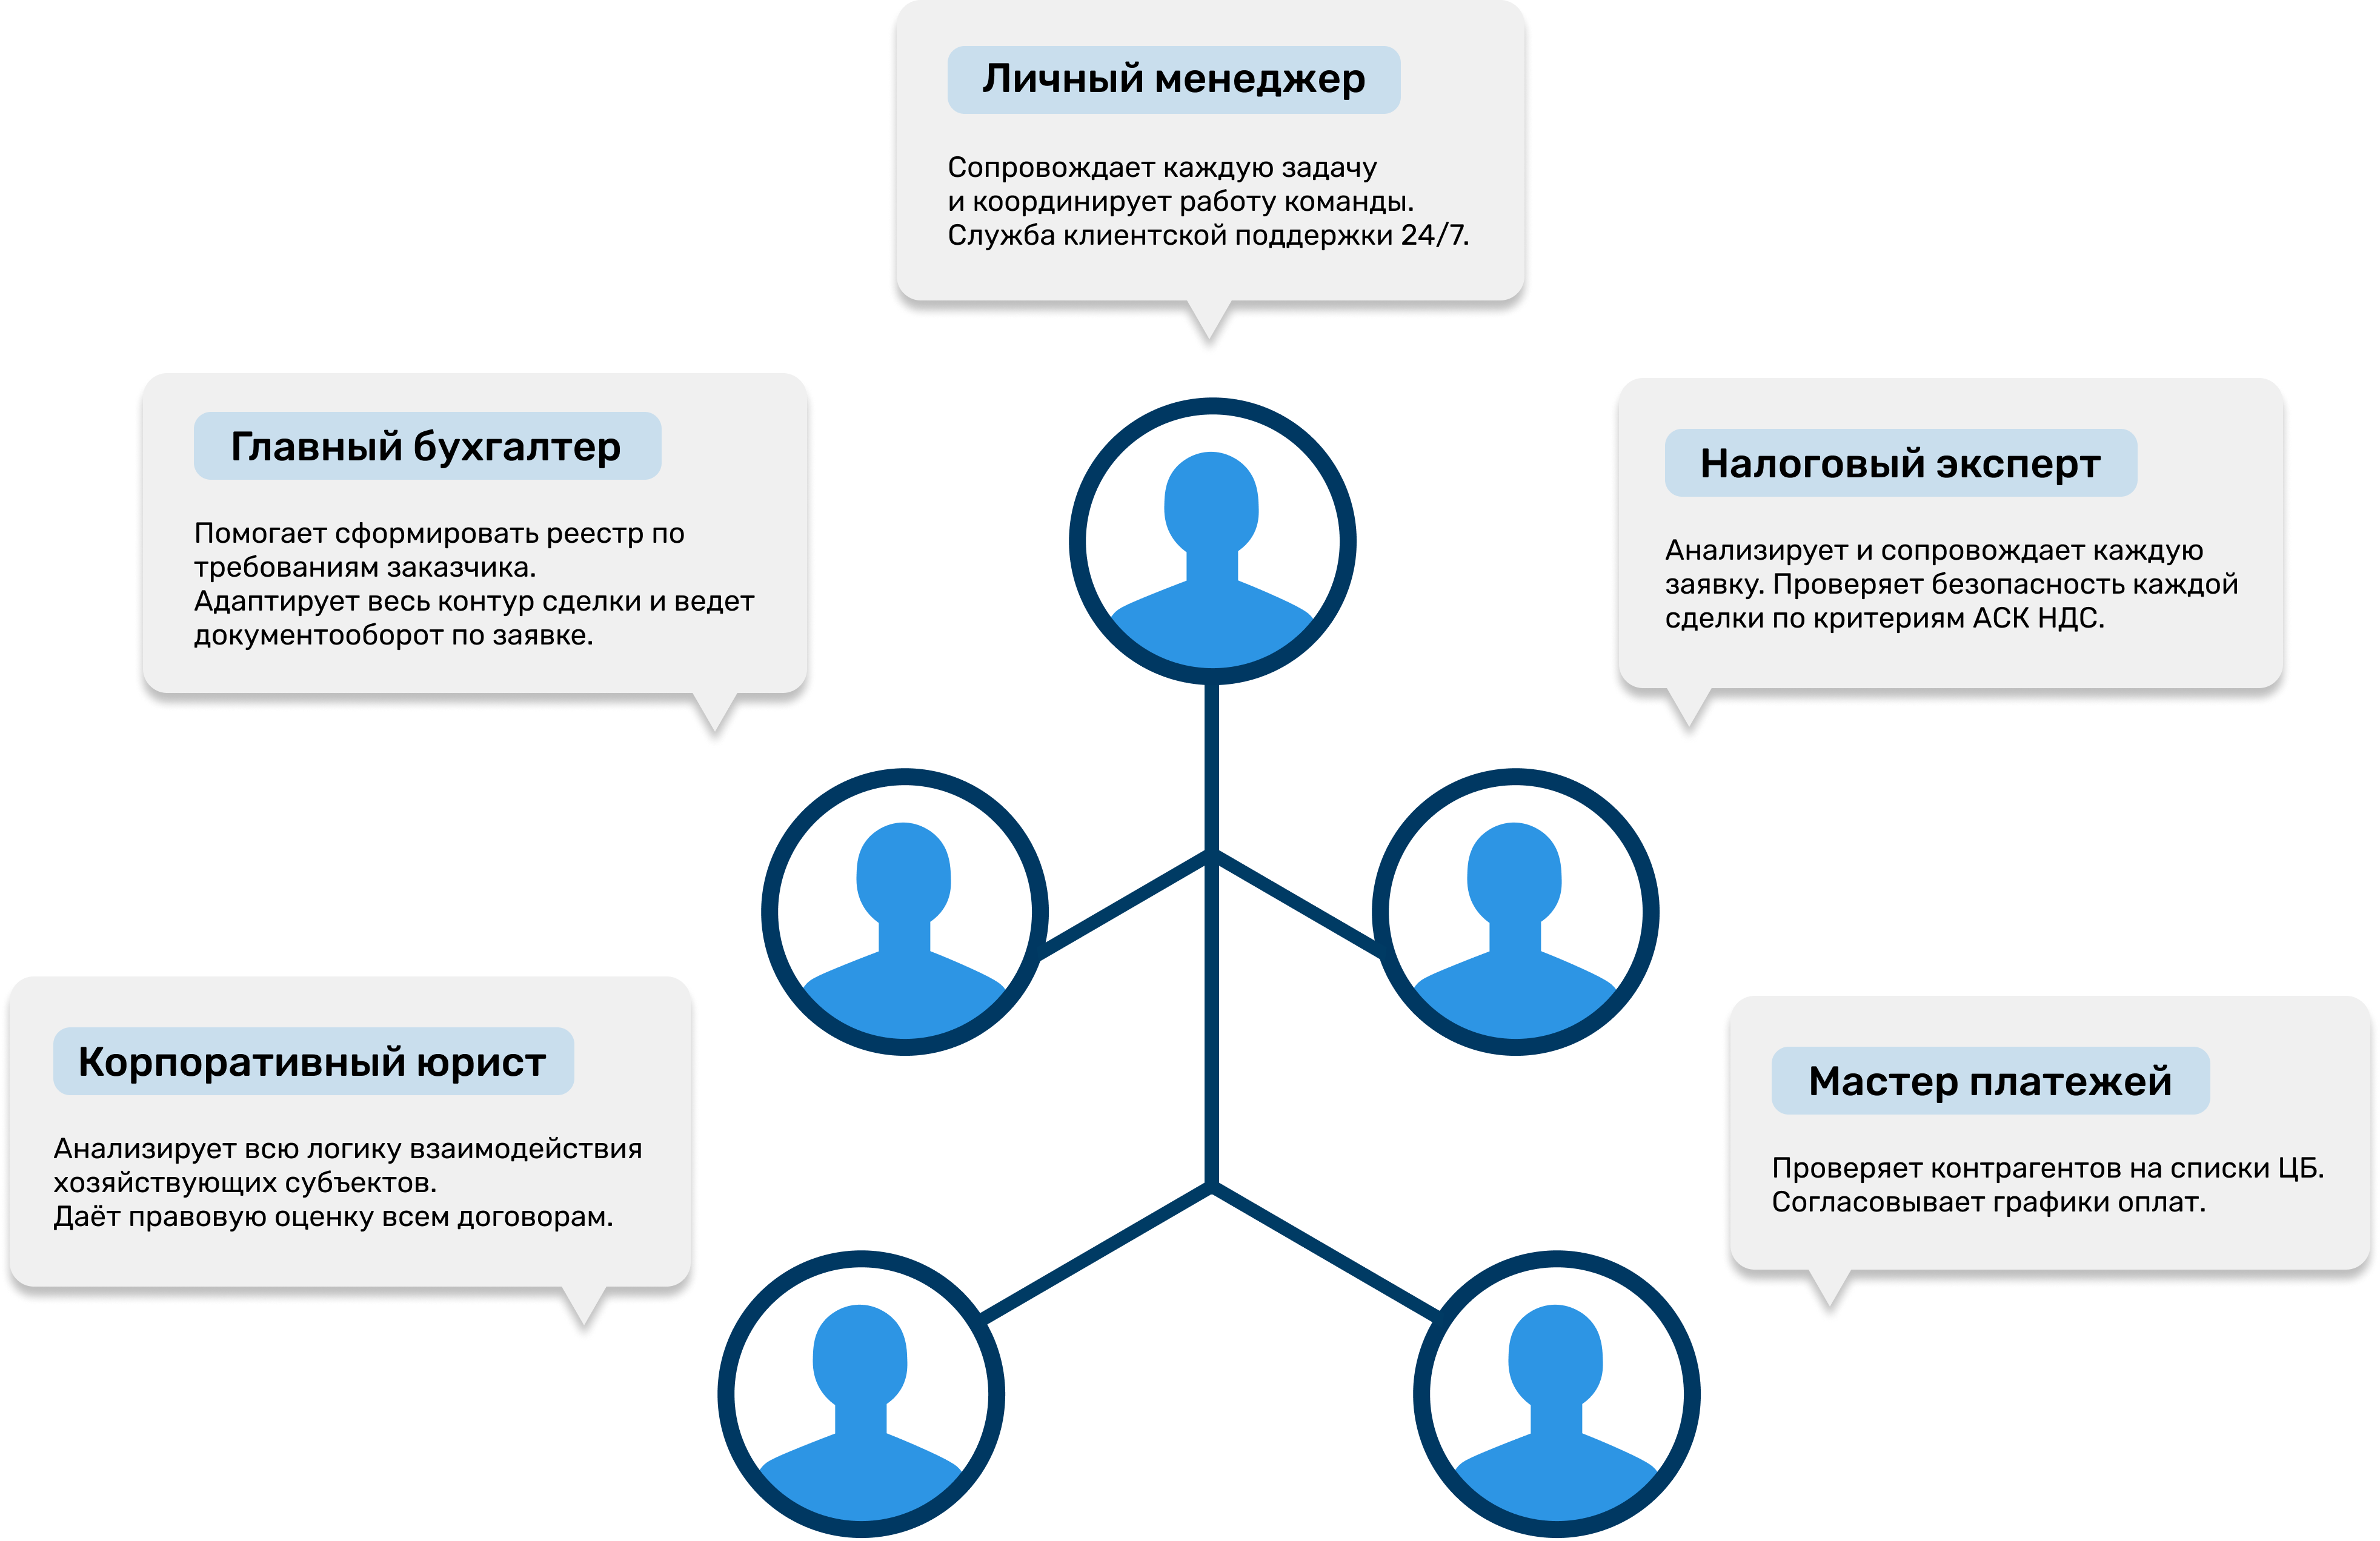 Личный менеджер
Сопровождает каждую задачу
и координирует работу команды.
Служба клиентской поддержки 24/7.
Главный бухгалтер
Помогает сформировать реестр по
требованиям заказчика.
Адаптирует весь контур сделки и ведет
документооборот по заявке.
Налоговый эксперт
Анализирует и сопровождает каждую
заявку. Проверяет безопасность каждой
сделки по критериям АСК НДС.
Корпоративный юрист
Анализирует всю логику взаимодействия
хозяйствующих субъектов.
Даёт правовую оценку всем договорам.
Мастер платежей
Проверяет контрагентов на списки ЦБ.
Согласовывает графики оплат.